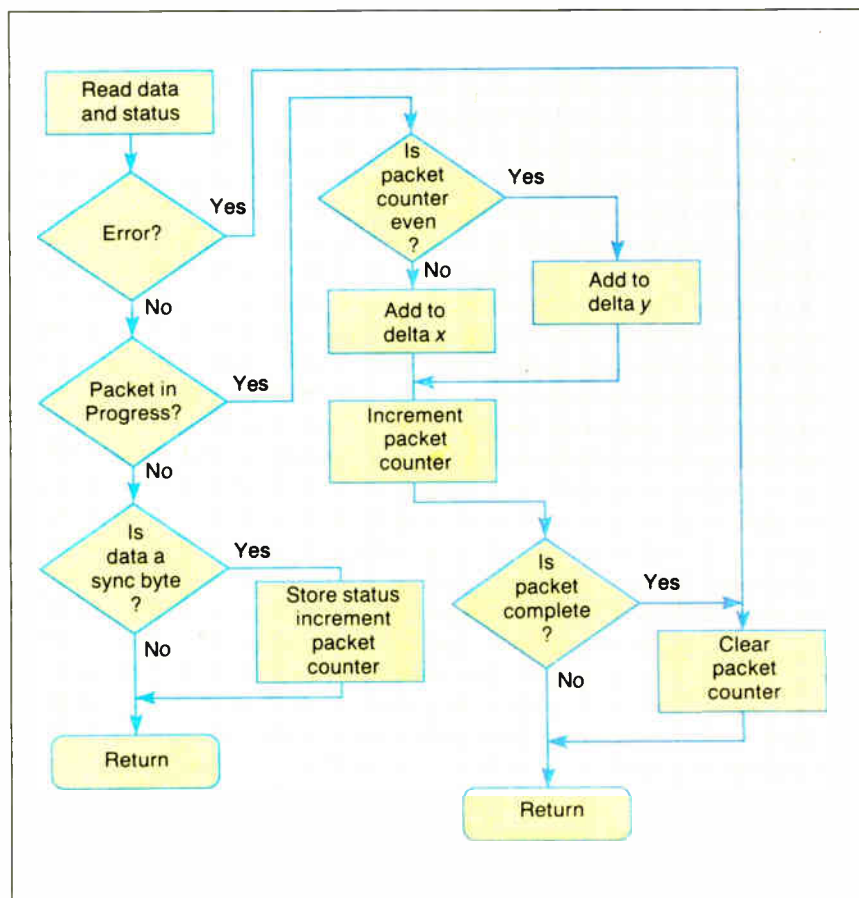 Read data
and status
Error?
Yes
No
Packet in
Progress?
Yes
No
Is
data a
sync byte
?
Yes
No
Store status
increment
packet
counter
Return
Is
packet
counter
even
?
Yes
No
Add to
delta x
Add to
delta y
Increment
packet
counter
Is
packet
complete
?
Yes
No
Clear
packet
counter
Return